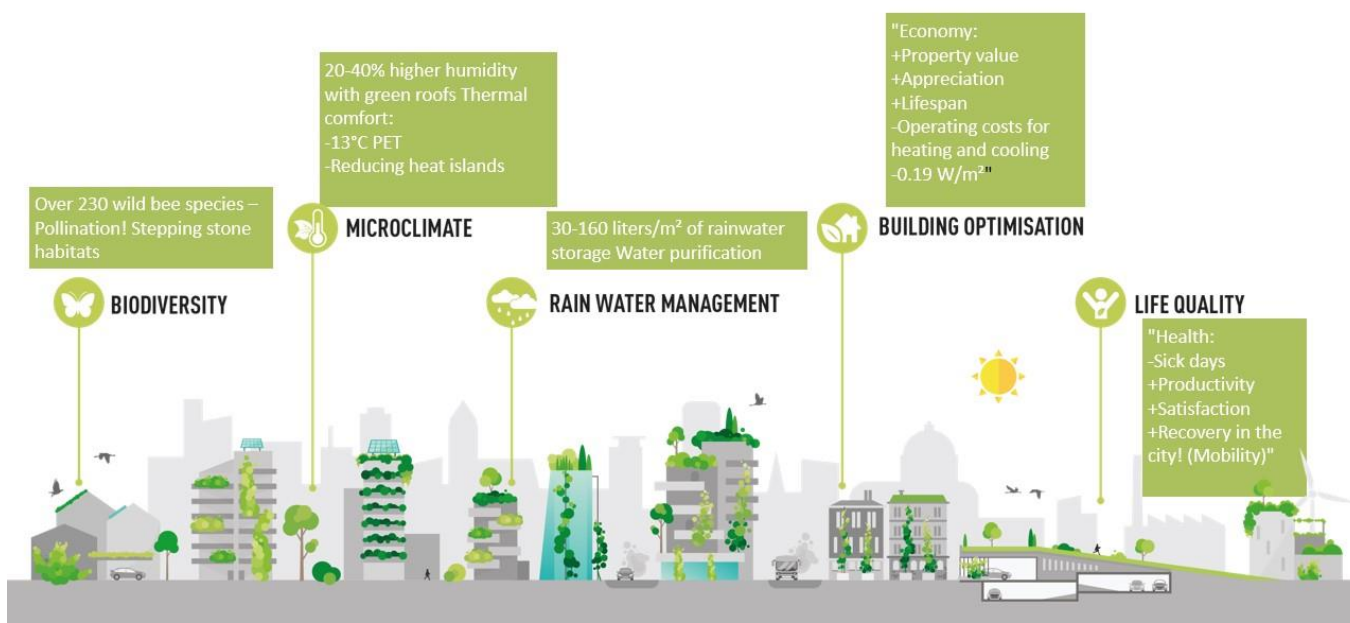 Over 230 wild bee species –
Pollination! Stepping stone
habitats
BIODIVERSITY
20-40% higher humidity
with green roofs Thermal
comfort:
-13°C PET
-Reducing heat islands
MICROCLIMATE
30-160 liters/m² of rainwater
storage Water purification
RAIN WATER MANAGEMENT
"Economy:
+Property value
+Appreciation
+Lifespan
-Operating costs for
heating and cooling
-0.19 W/m²"
BUILDING OPTIMISATION
LIFE QUALITY
"Health:
-Sick days
+Productivity
+Satisfaction
+Recovery in the
city! (Mobility)"